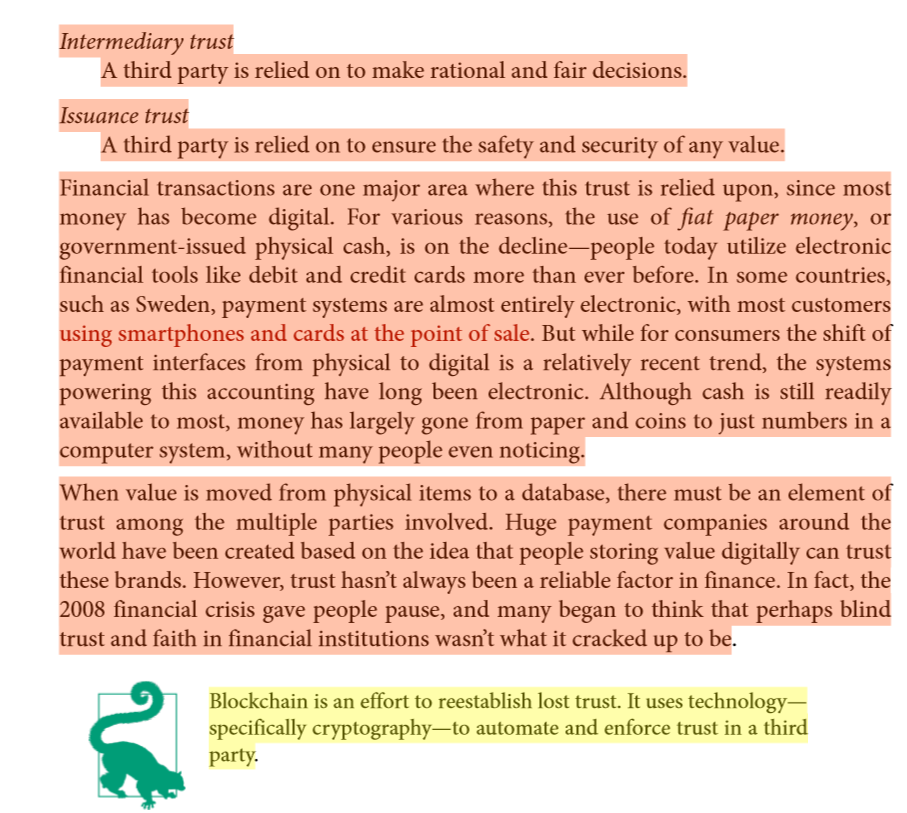 Intermediary trust
A third party is relied on to make rational and fair decisions.
Issuance trust
A third party is relied on to ensure the safety and security of any value.
Financial transactions are one major area where this trust is relied upon, since most
money has become digital. For various reasons, the use of fiat paper money, or
government-issued physical cash, is on the decline—people today utilize electronic
financial tools like debit and credit cards more than ever before. In some countries,
such as Sweden, payment systems are almost entirely electronic, with most customers
using smartphones and cards at the point of sale. But while for consumers the shift of
payment interfaces from physical to digital is a relatively recent trend, the systems
powering this accounting have long been electronic. Although cash is still readily
available to most, money has largely gone from paper and coins to just numbers in a
computer system, without many people even noticing.
When value is moved from physical items to a database, there must be an element of
trust among the multiple parties involved. Huge payment companies around the
world have been created based on the idea that people storing value digitally can trust
these brands. However, trust hasn’t always been a reliable factor in finance. In fact, the
2008 financial crisis gave people pause, and many began to think that perhaps blind
trust and faith in financial institutions wasn’t what it cracked up to be.
Blockchain is an effort to reestablish lost trust. It uses technology—
specifically cryptography—to automate and enforce trust in a third
party.